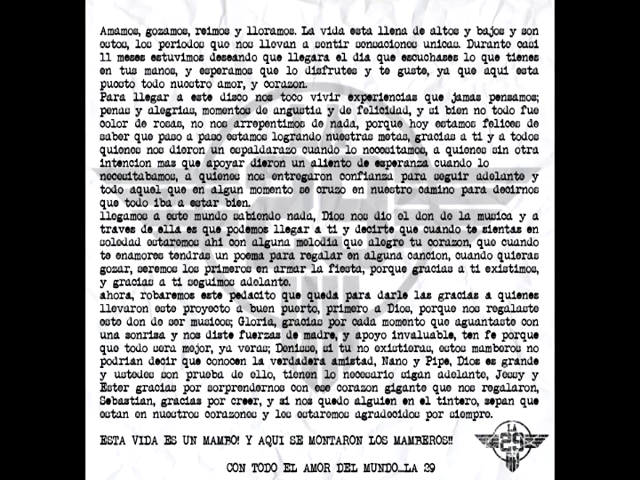 Amamos, gozamos, reimos y lloramos. La vida esta llena de altos y bajos y son
estos, los periodos que nos llevan a sentir sensaciones unicas. Durante casi
11 meses estuvimos deseando que llegara el dia que escuchases lo que tienes
en tus manos, y esperamos que lo disfrutes y te guste, ya que aqui esta
puesto todo nuestro amor, y corazon.
Para llegar a este disco nos toco vivir experiencias que jamas pensamos;
penas y alegrias, momentos de angustia y de felicidad, y si bien no todo fue
color de rosas, no nos arrepentimos de nada, porque hoy estamos felices de
saber que paso a paso estamos logrando nuestras metas, gracias a ti y a todos
quienes nos dieron un espaldarazo cuando lo necesitamos, a quienes sin otra
intencion mas que apoyar dieron un aliento de esperanza cuando lo
necesitabamos, a quienes nos entregaron confianza para seguir adelante y
todo aquel que en algun momento se cruzo en nuestro camino para decirnos
que todo iba a estar bien.
llegamos a este mundo sabiendo nada, Dios nos dio el don de la musica y a
traves de ella es que podemos llegar a ti y decirte que cuando te sientas en
soledad estaremos ahi con alguna melodia que alegre tu corazon, que cuando
te enamores tendras un poema para regalar en alguna cancion, cuando quieras
gozar, seremos los primeros en armar la fiesta, porque gracias a ti existimos,
y gracias a ti seguimos adelante.
ahora, robaremos este pedacito que queda para darle las gracias a quienes
llevaron este proyecto a buen puerto, primero a Dios, porque nos regalaste
este don de ser musicos; Gloria, gracias por cada momento que aguantaste con
una sonrisa y nos diste fuerzas de madre, y apoyo invaluable, ten fe porque
que todo sera mejor, ya veras; Denisse, si tu no existieras, estos mamberos no
podrian decir que conocen la verdadera amistad, Nano y Pipe, Dios es grande
y ustedes son prueba de ello, tienen lo necesario sigan adelante, Jessy y
Ester gracias por sorprendernos con ese corazon gigante que nos regalaron,
Sebastian, gracias por creer, y si nos quedo alguien en el tintero, sepan que
estan en nuestros corazones y les estaremos agradecidos por siempre.
ESTA VIDA ES UN MAMBO! Y AQUI SE MONTARON LOS MAMBEROS!!
LA
29
CON TODO EL AMOR DEL MUNDO...LA 29